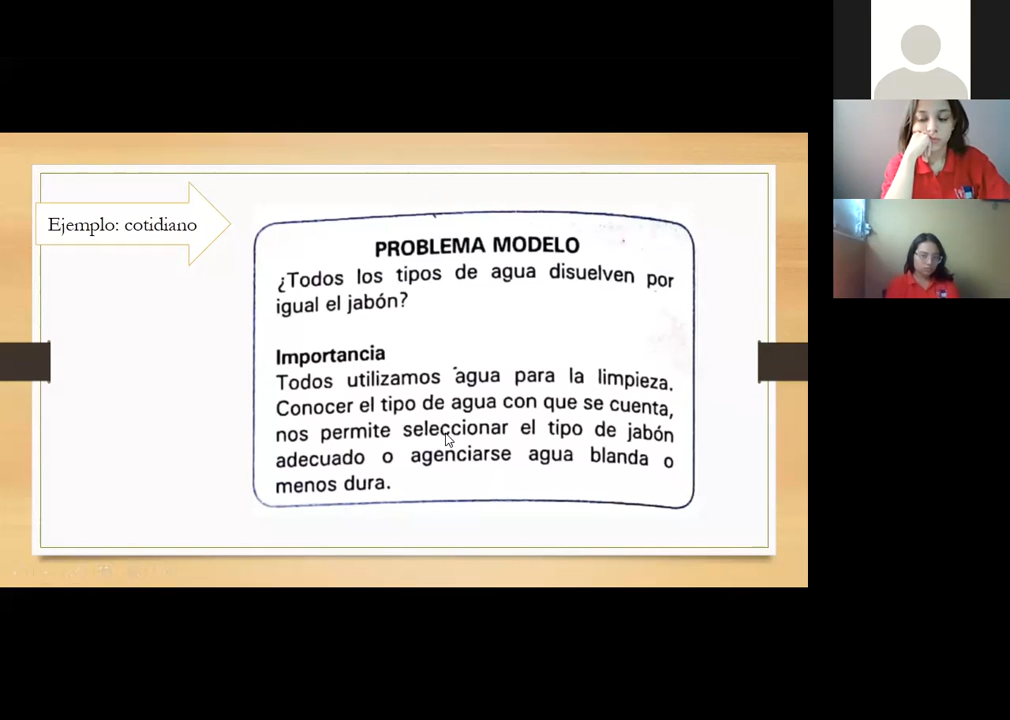 Ejemplo: cotidiano
PROBLEMA MODELO
¿Todos los tipos de agua disuelven por
igual el jabón?
Importancia
Todos utilizamos agua para la limpieza.
Conocer el tipo de agua con que se cuenta,
nos permite seleccionar el tipo de jabón
adecuado o agenciarse agua blanda o
menos dura.